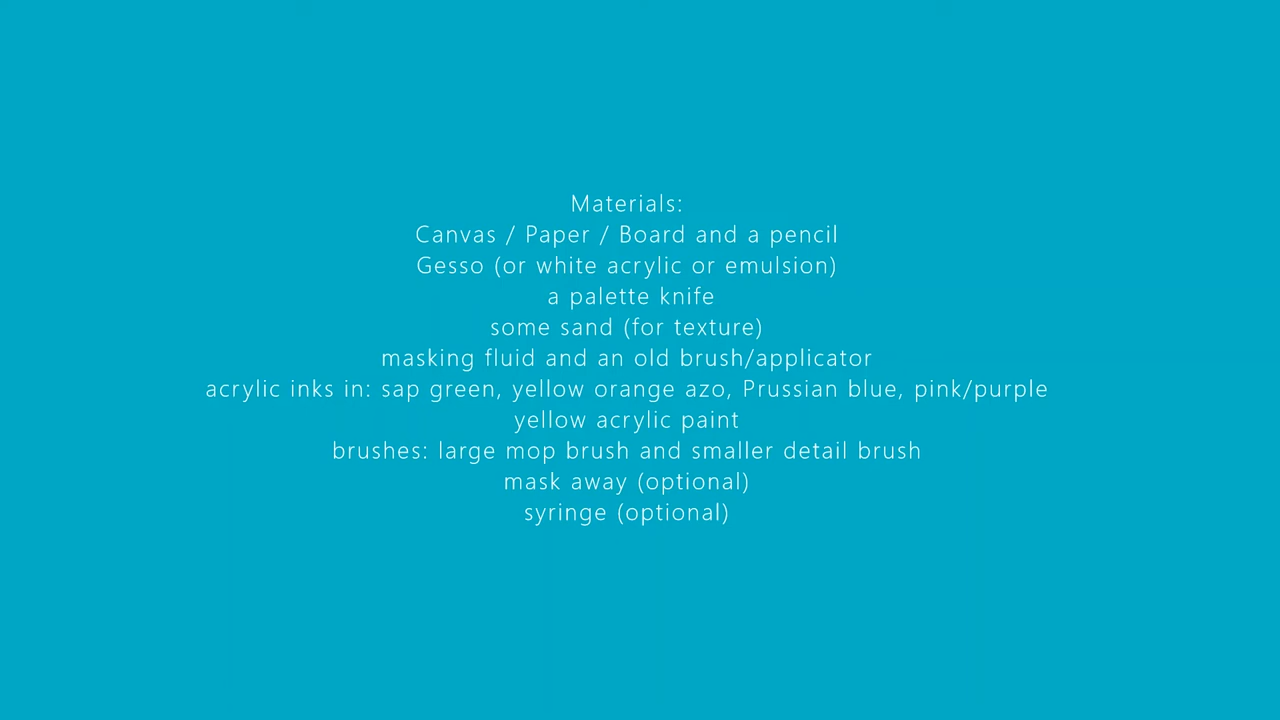 Materials:
Canvas / Paper / Board and a pencil
Gesso (or white acrylic or emulsion)
a palette knife
some sand (for texture)
masking fluid and an old brush/applicator
acrylic inks in: sap green, yellow orange azo, Prussian blue, pink/purple
yellow acrylic paint
brushes: large mop brush and smaller detail brush
mask away (optional)
syringe (optional)